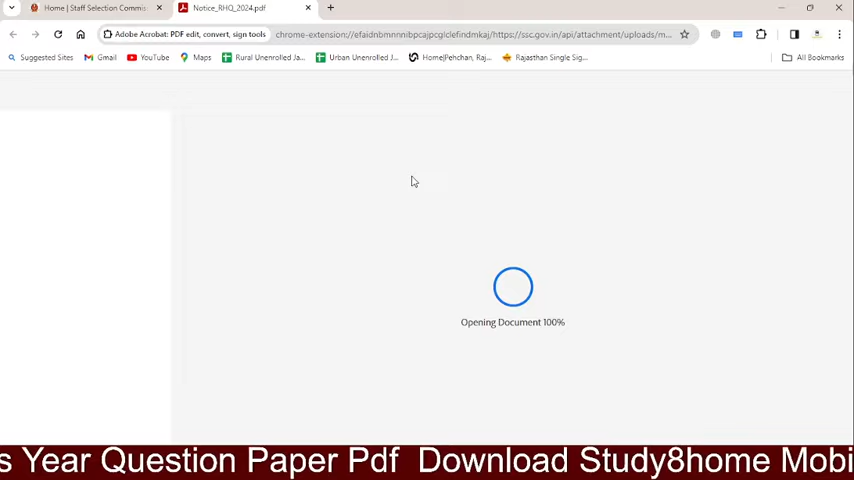 Home | Staff Selection Commis
Notice_RHQ_2024.pdf
Adobe Acrobat: PDF edit, convert, sign tools
chrome-extension://efaidnbmnnnibpcajpcglclefindmkaj/https://ssc.gov.in/api/attachment/uploads/m...
Suggested Sites
Gmail
YouTube
Maps
Rural Unenrolled Ja...
Urban Unenrolled J...
Home|Pehchan, Raj...
Rajasthan Single Sig...
All Bookmarks
Opening Document 100%
s Year Question Paper Pdf Download Study8home Mobi